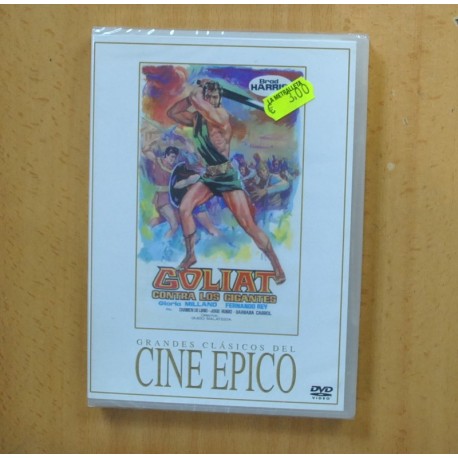 Brad
HARRIS
LA METRALLETA
€ 3,00
GOLIAT
CONTRA LOS GIGANTES
Gloria MILLAND FERNANDO REY
GRANDES CLÁSICOS DEL
CINE EPICO
DVD
VIDEO